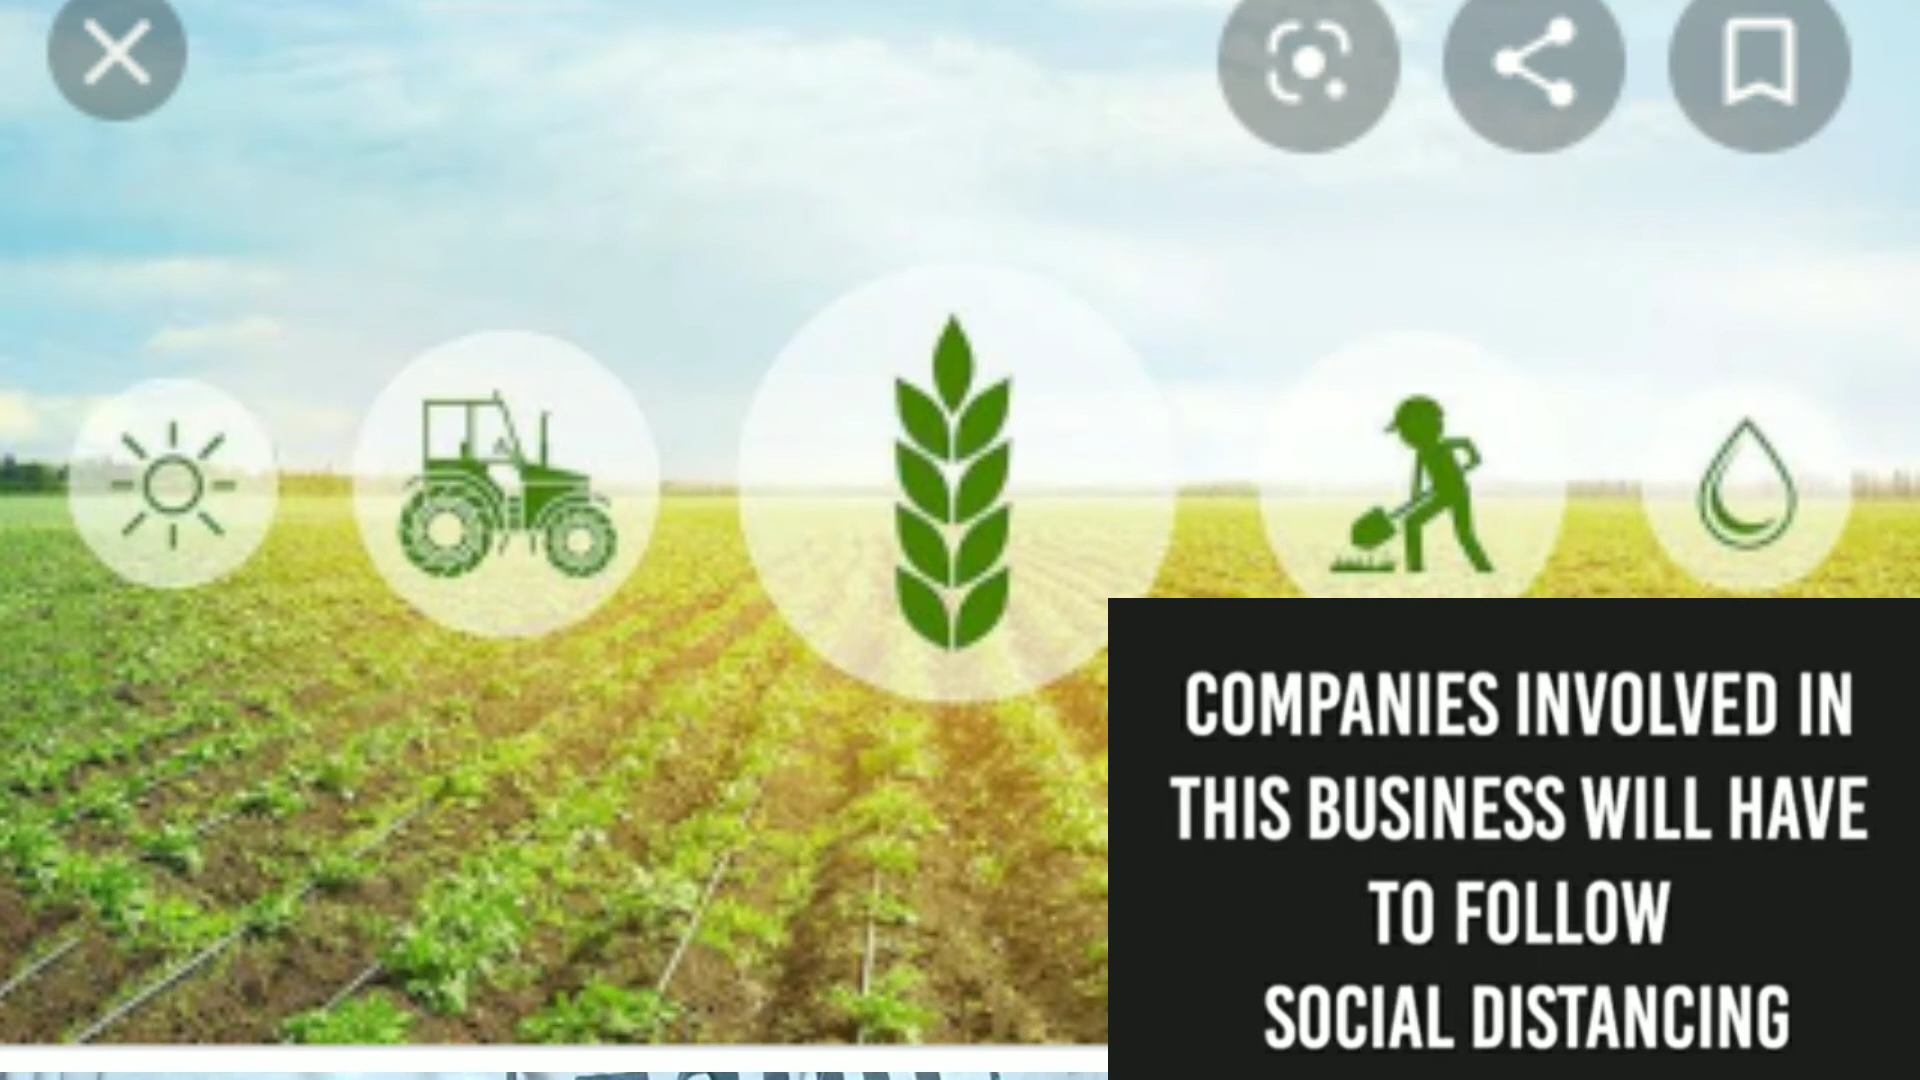 COMPANIES INVOLVED IN
THIS BUSINESS WILL HAVE
TO FOLLOW
SOCIAL DISTANCING